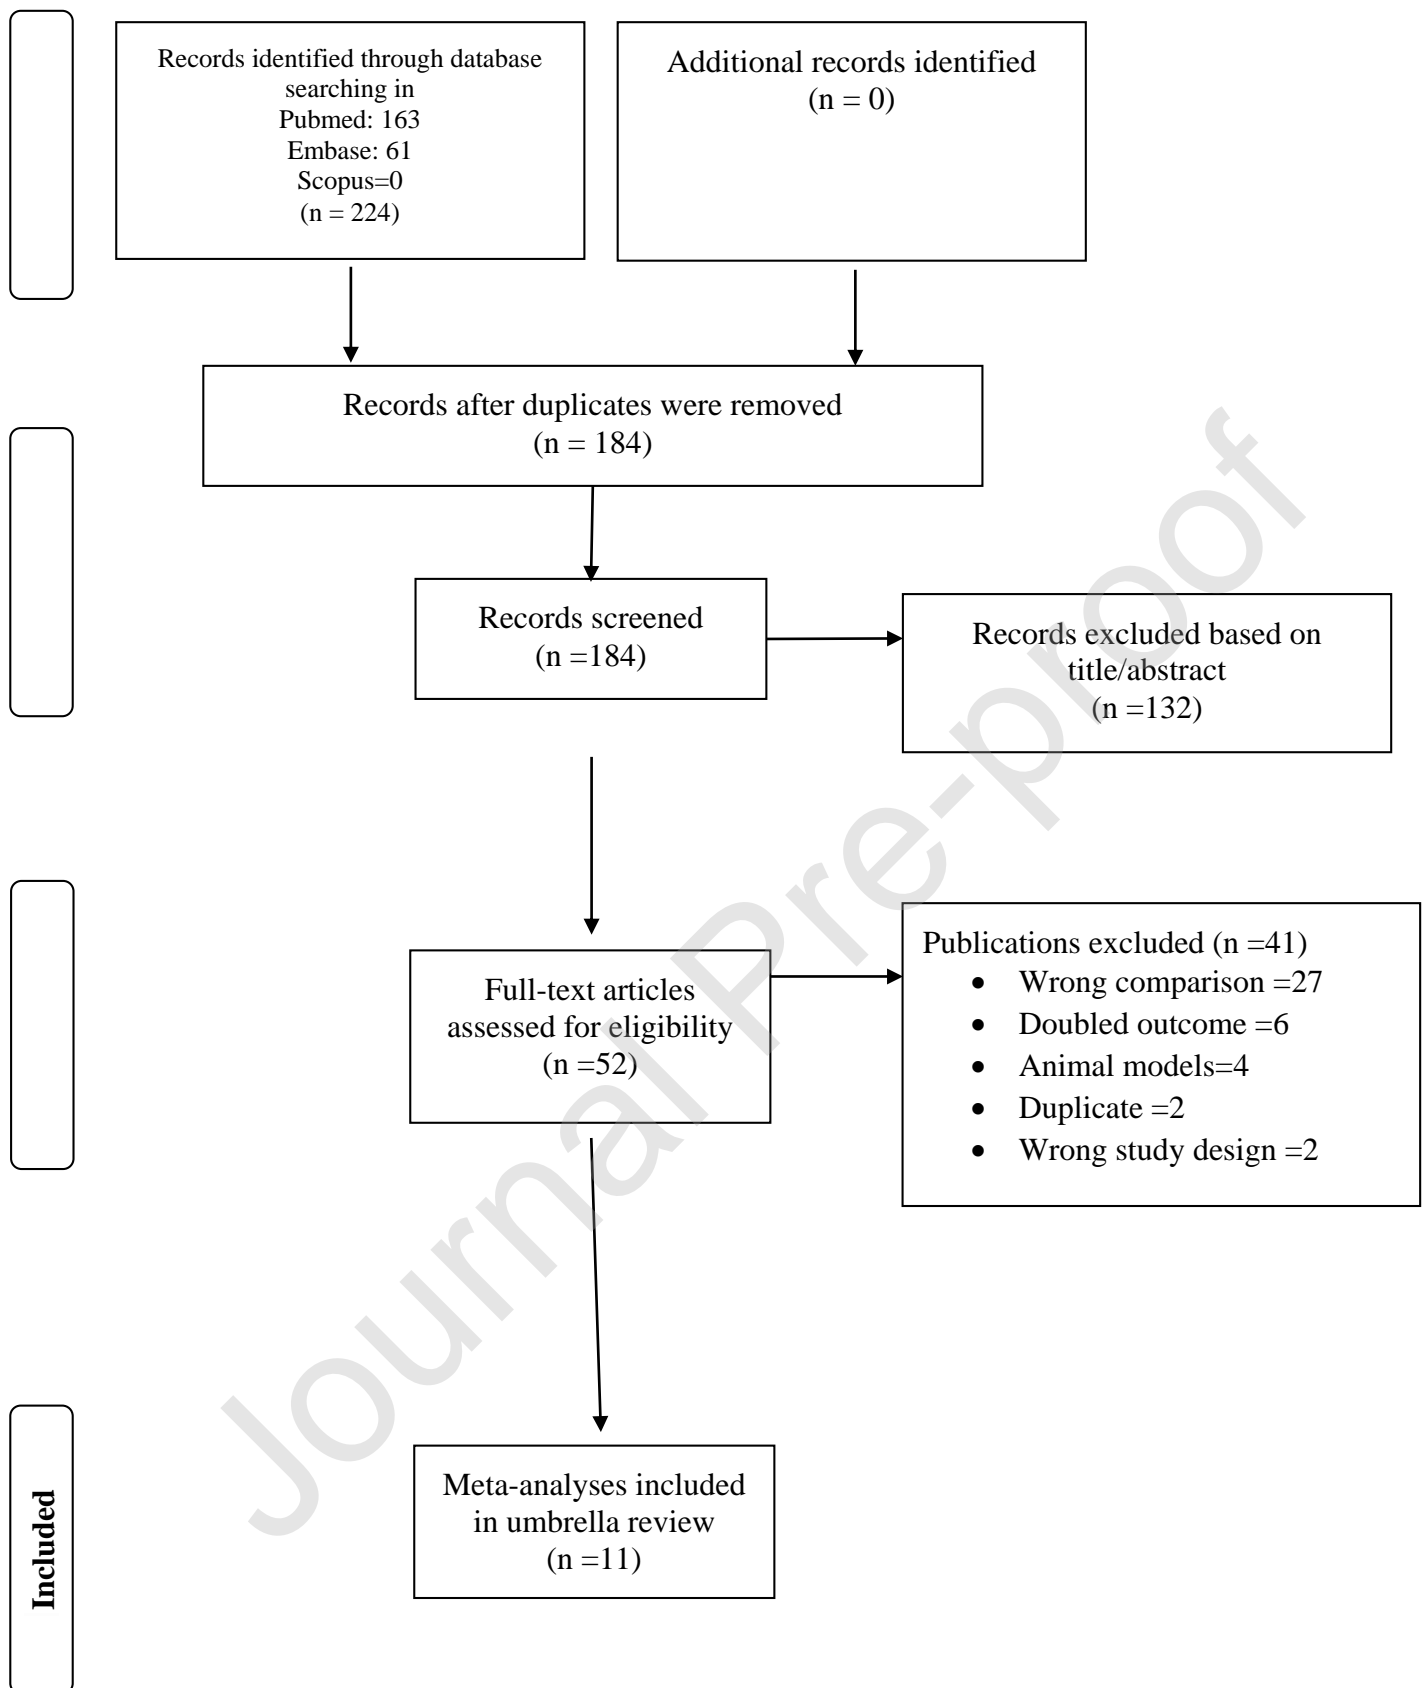 Records identified through database
searching in
Pubmed: 163
Embase: 61
Scopus=0
(n = 224)
Additional records identified
(n = 0)
Records after duplicates were removed
(n = 184)
Records screened
(n =184)
Records excluded based on
title/abstract
(n =132)
Full-text articles
assessed for eligibility
(n =52)
Publications excluded (n =41)
• Wrong comparison =27
• Doubled outcome =6
• Animal models=4
• Duplicate =2
• Wrong study design =2
Meta-analyses included
in umbrella review
(n =11)
Included
Journal Pre-proof